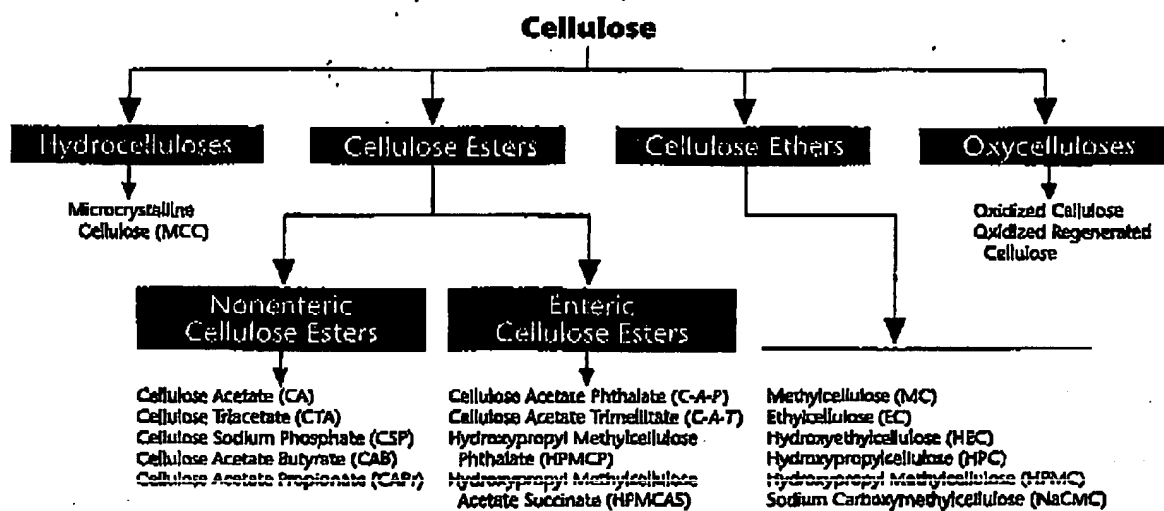 Cellulose
Hydrocelluloses
Cellulose Esters
Cellulose Ethers
Oxycelluloses
Microcrystalline
Cellulose (MCC)
Oxidized Cellulose
Oxidized Regenerated
Cellulose
Nonenteric
Cellulose Esters
Enteric
Cellulose Esters
Cellulose Acetate (CA)
Cellulose Triacetate (CTA)
Cellulose Sodium Phosphate (CSP)
Cellulose Acetate Butyrate (CAB)
Cellulose Acetate Propionate (CAPr)
Cellulose Acetate Phthalate (C-A-P)
Cellulose Acetate Trimellitate (C-A-T)
Hydroxypropyl Methylcellulose
Phthalate (HPMCP)
Hydroxypropyl Methylcellulose
Acetate Succinate (HPMCAS)
Methylcellulose (MC)
Ethylcellulose (EC)
Hydroxyethylcellulose (HEC)
Hydroxypropylcellulose (HPC)
Hydroxypropyl Methylcellulose (HPMC)
Sodium Carboxymethylcellulose (NaCMC)